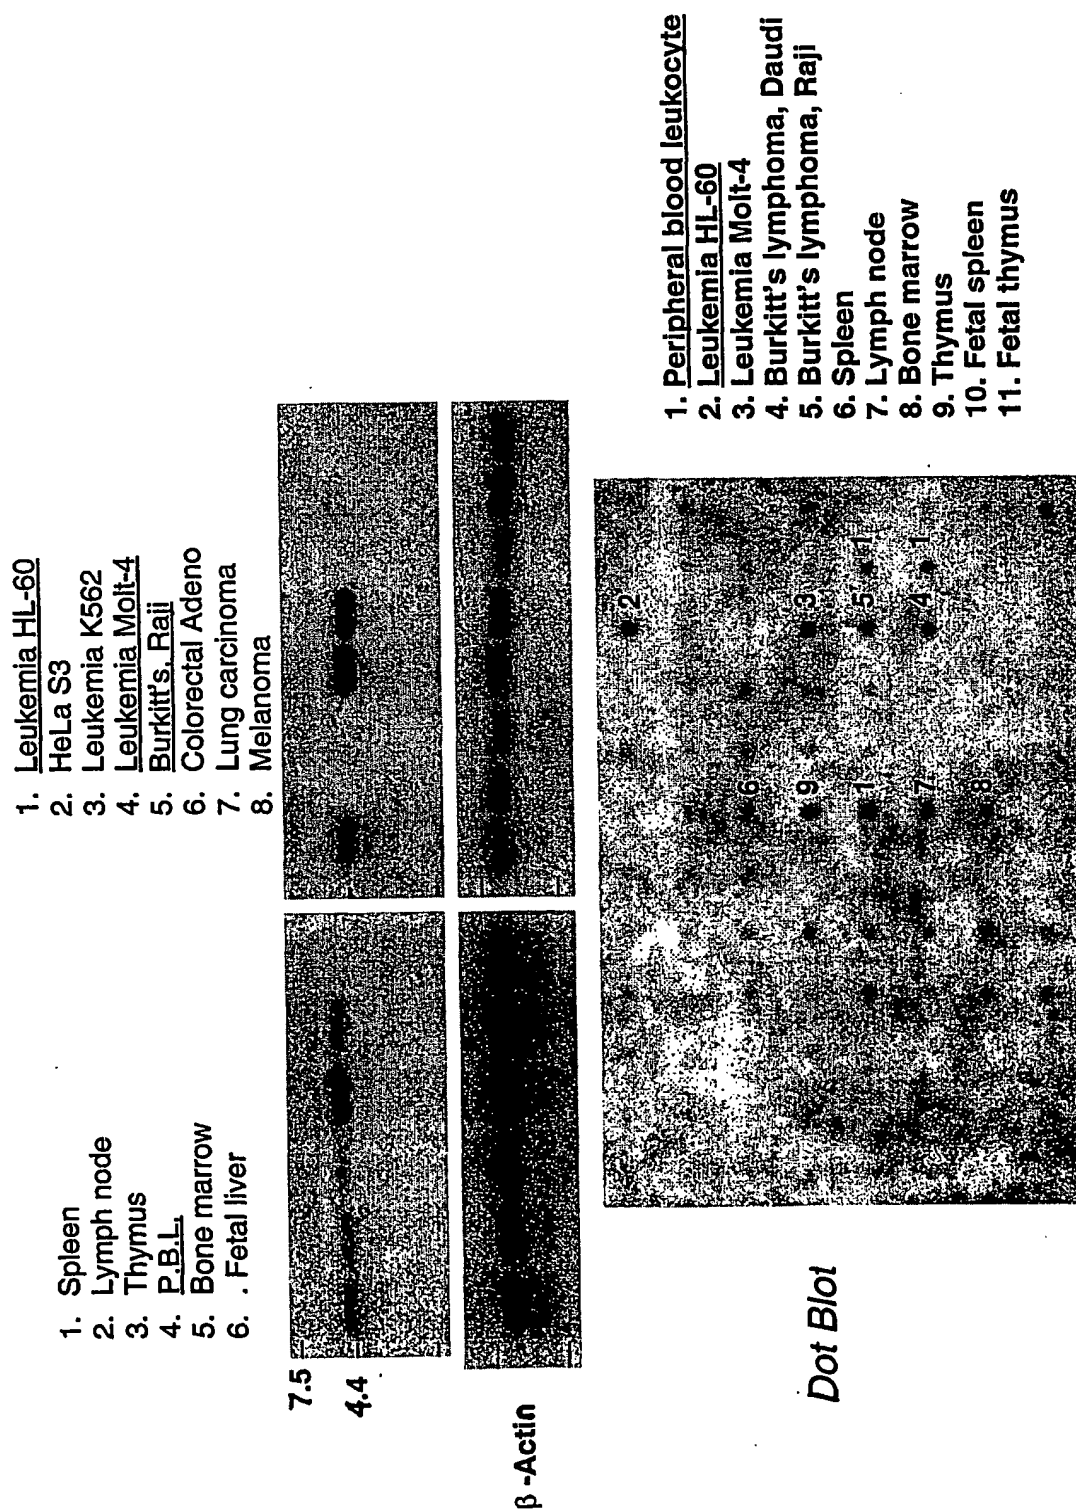 1. Spleen
2. Lymph node
3. Thymus
4. P.B.L.
5. Bone marrow
6. . Fetal liver
1. Leukemia HL-60
2. HeLa S3
3. Leukemia K562
4. Leukemia Molt-4
5. Burkitt's, Raji
6. Colorectal Adeno
7. Lung carcinoma
8. Melanoma
7.5
4.4
β -Actin
Dot Blot
2
6
9 3
1 5 1
7 4 1
8
1. Peripheral blood leukocyte
2. Leukemia HL-60
3. Leukemia Molt-4
4. Burkitt's lymphoma, Daudi
5. Burkitt's lymphoma, Raji
6. Spleen
7. Lymph node
8. Bone marrow
9. Thymus
10. Fetal spleen
11. Fetal thymus